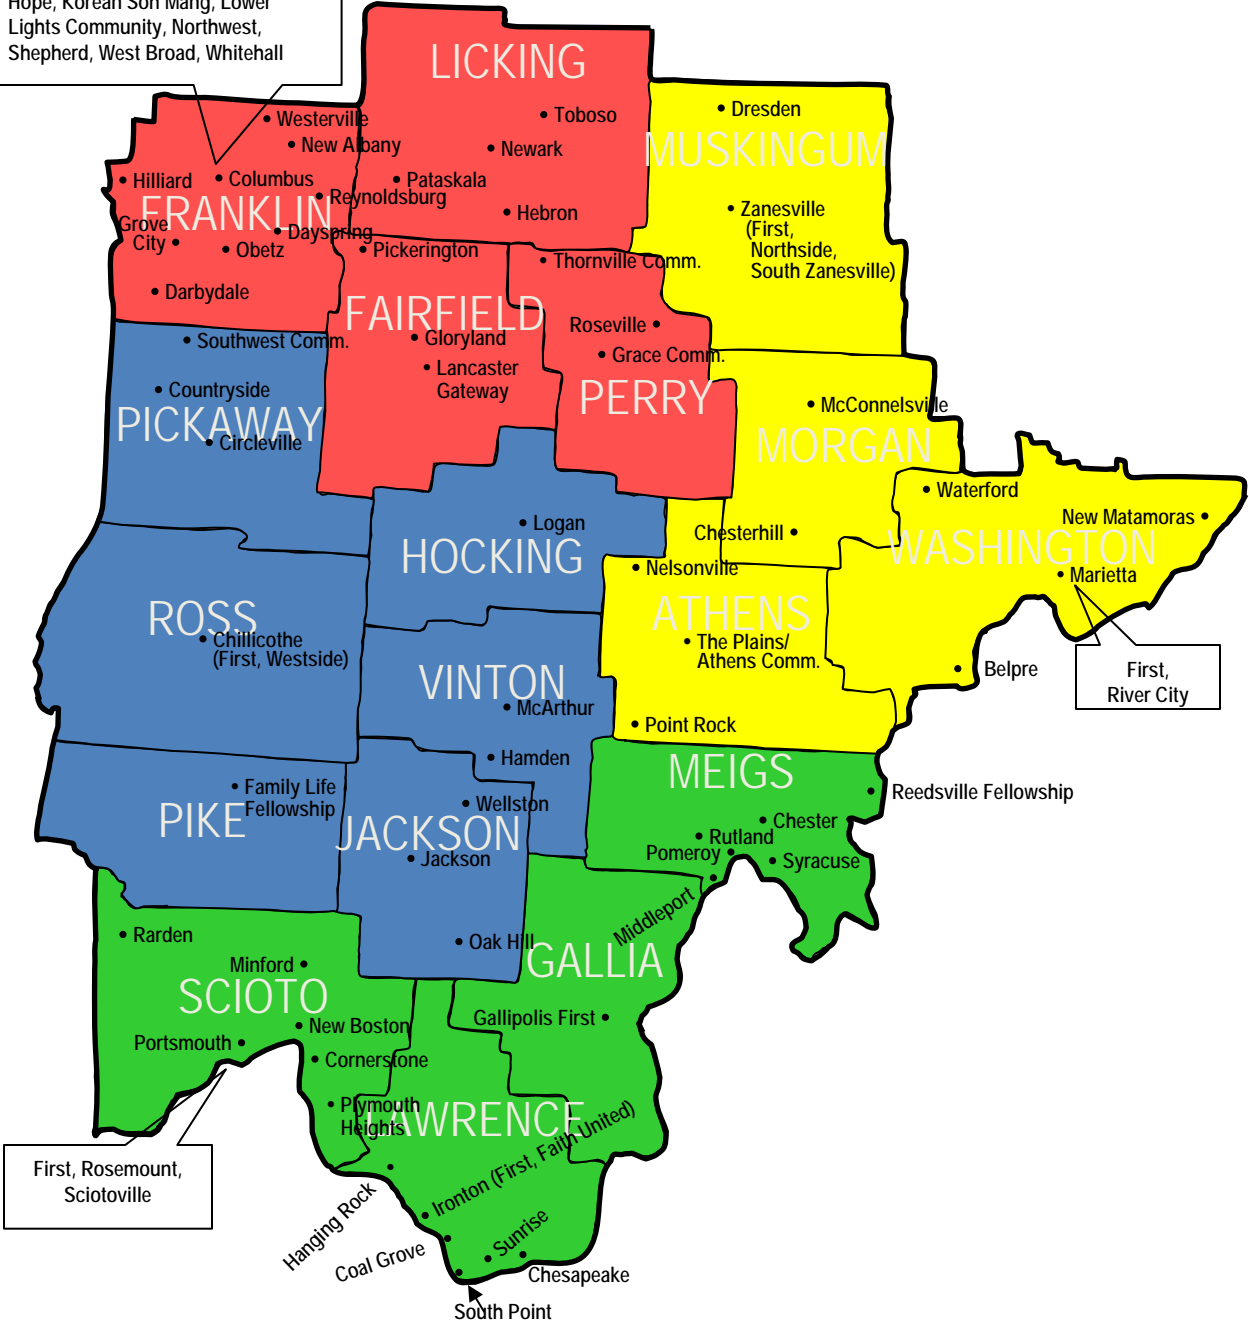 Hope, Korean Son Mang, Lower
Lights Community, Northwest,
Shepherd, West Broad, Whitehall
LICKING
Toboso
Newark
Pataskala
Hebron
Dresden
MUSKINGUM
Zanesville
(First,
Northside,
South Zanesville)
Westerville
New Albany
Hilliard
Columbus
Reynoldsburg
FRANKLIN
Grove
City
Dayspring
Obetz
Darbydale
Pickerington
FAIRFIELD
Gloryland
Lancaster
Gateway
Thornville Comm.
Roseville
Grace Comm.
PERRY
Southwest Comm.
Countryside
PICKAWAY
Circleville
McConnelsville
MORGAN
Chesterhill
Waterford
New Matamoras
WASHINGTON
Marietta
Belpre
First,
River City
Logan
HOCKING
Nelsonville
ATHENS
The Plains/
Athens Comm.
Point Rock
ROSS
Chillicothe
(First, Westside)
VINTON
McArthur
Hamden
MEIGS
Reedsville Fellowship
Chester
Rutland
Pomeroy
Syracuse
Middleport
Family Life
Fellowship
PIKE
Wellston
JACKSON
Jackson
Oak Hill
GALLIA
Gallipolis First
Rarden
Minford
SCIOTO
New Boston
Portsmouth
Cornerstone
Plymouth
Heights
First, Rosemount,
Sciotoville
LAWRENCE
Ironton (First, Faith United)
Hanging Rock
Coal Grove
Sunrise
Chesapeake
South Point